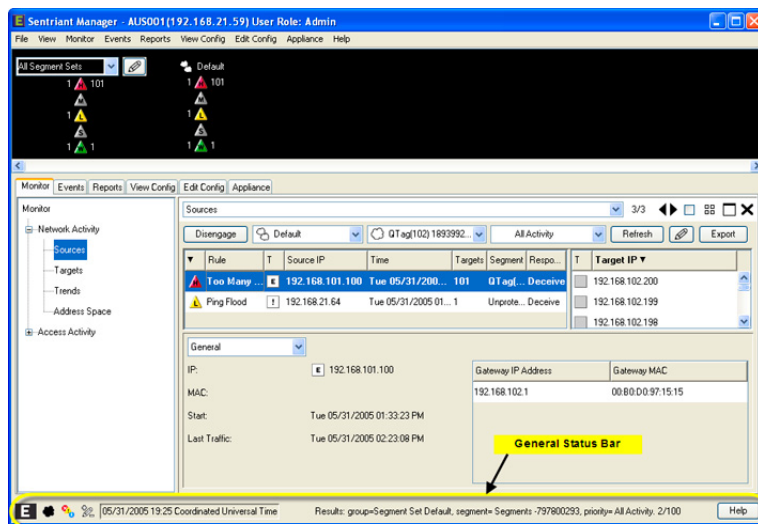 Sentriant Manager - AUS001(192.168.21.59) User Role: Admin
File View Monitor Events Reports View Config Edit Config Appliance Help
All Segment Sets
Default
1 H 101
1 H 101
M
M
1 L
1 L
S
S
1 1
1 1
Monitor Events Reports View Config Edit Config Appliance
Monitor
Network Activity
Sources
Targets
Trends
Address Space
Access Activity
Sources
3/3
Disengage
Default
QTag(102) 1893992...
All Activity
Refresh
Export
Rule T Source IP Time Targets Segment Respo...
T Target IP
H Too Many ... E 192.168.101.100 Tue 05/31/200... 101 QTag(... Deceive
L Ping Flood ! 192.168.21.64 Tue 05/31/2005 01... 1 Unprote... Deceive
192.168.102.200
192.168.102.199
192.168.102.198
General
IP: E 192.168.101.100
MAC:
Start: Tue 05/31/2005 01:33:23 PM
Last Traffic: Tue 05/31/2005 02:23:08 PM
Gateway IP Address Gateway MAC
192.168.102.1 00:B0:D0:97:15:15
General Status Bar
E 05/31/2005 19:25 Coordinated Universal Time
Results: group=Segment Set Default, segment= Segments -797800293, priority= All Activity. 2/100
Help